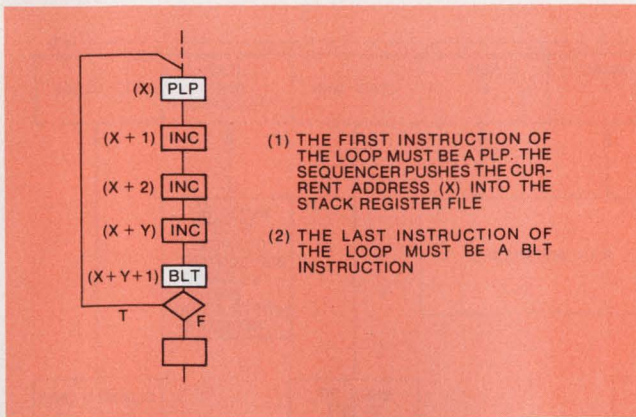 (X) PLP
(X + 1) INC
(X + 2) INC
(X + Y) INC
(X+Y+1) BLT
T F
(1) THE FIRST INSTRUCTION OF
THE LOOP MUST BE A PLP. THE
SEQUENCER PUSHES THE CUR-
RENT ADDRESS (X) INTO THE
STACK REGISTER FILE
(2) THE LAST INSTRUCTION OF
THE LOOP MUST BE A BLT
INSTRUCTION